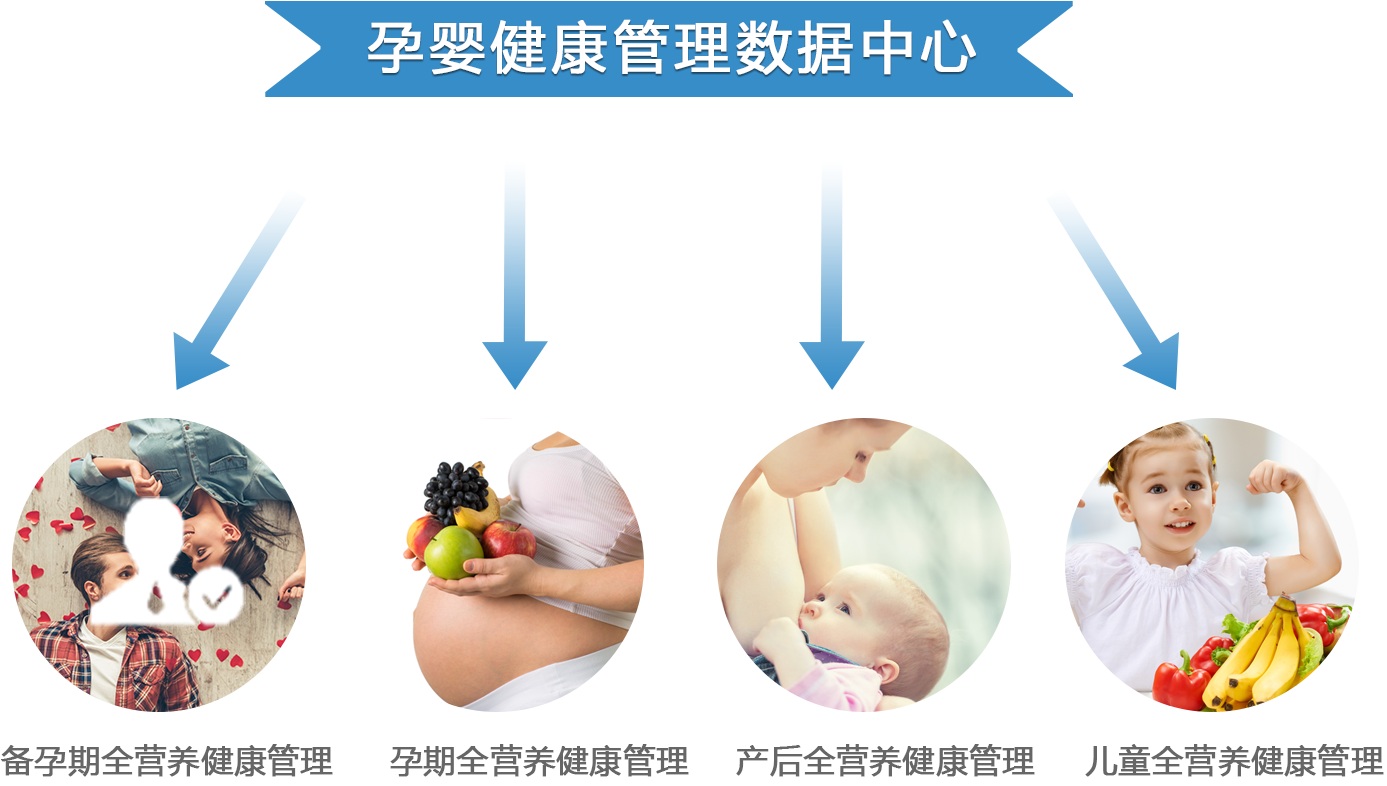 孕婴健康管理数据中心
备孕期全营养健康管理
孕期全营养健康管理
产后全营养健康管理
儿童全营养健康管理